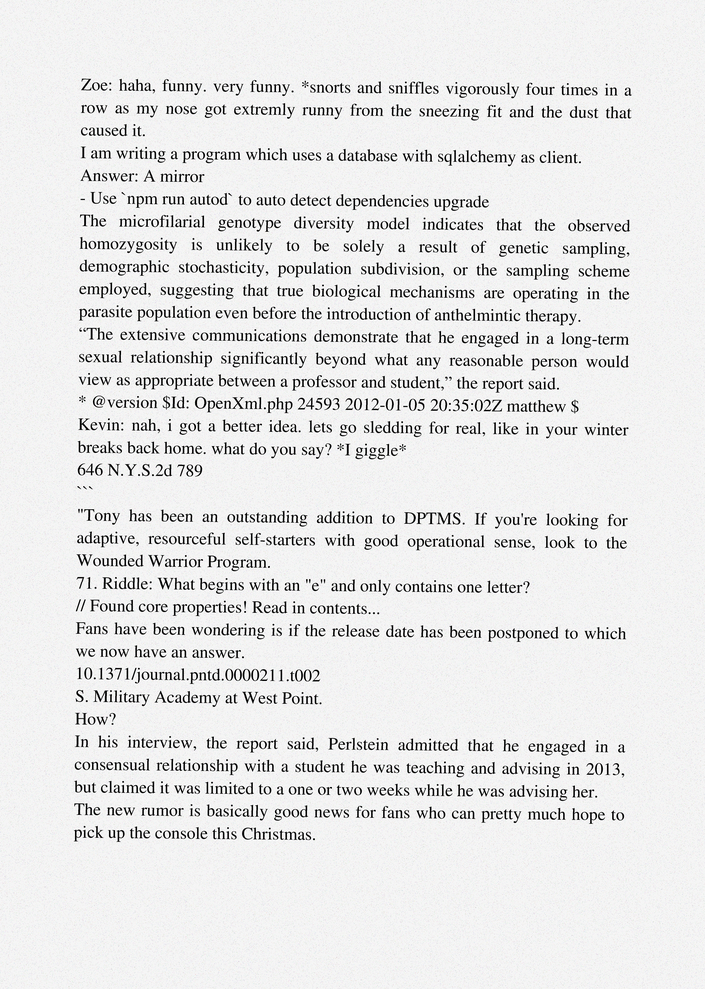 Zoe: haha, funny. very funny. *snorts and sniffles vigorously four times in a
row as my nose got extremly runny from the sneezing fit and the dust that
caused it.
I am writing a program which uses a database with sqlalchemy as client.
Answer: A mirror
- Use `npm run autod` to auto detect dependencies upgrade
The microfilarial genotype diversity model indicates that the observed
homozygosity is unlikely to be solely a result of genetic sampling,
demographic stochasticity, population subdivision, or the sampling scheme
employed, suggesting that true biological mechanisms are operating in the
parasite population even before the introduction of anthelmintic therapy.
“The extensive communications demonstrate that he engaged in a long-term
sexual relationship significantly beyond what any reasonable person would
view as appropriate between a professor and student,” the report said.
* @version $Id: OpenXml.php 24593 2012-01-05 20:35:02Z matthew $
Kevin: nah, i got a better idea. lets go sledding for real, like in your winter
breaks back home. what do you say? *I giggle*
646 N.Y.S.2d 789
```
"Tony has been an outstanding addition to DPTMS. If you're looking for
adaptive, resourceful self-starters with good operational sense, look to the
Wounded Warrior Program.
71. Riddle: What begins with an "e" and only contains one letter?
// Found core properties! Read in contents...
Fans have been wondering is if the release date has been postponed to which
we now have an answer.
10.1371/journal.pntd.0000211.t002
S. Military Academy at West Point.
How?
In his interview, the report said, Perlstein admitted that he engaged in a
consensual relationship with a student he was teaching and advising in 2013,
but claimed it was limited to a one or two weeks while he was advising her.
The new rumor is basically good news for fans who can pretty much hope to
pick up the console this Christmas.